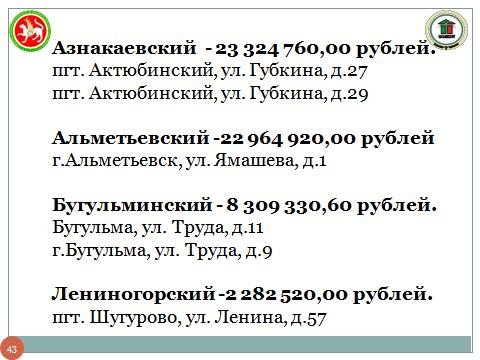 Азнакаевский - 23 324 760,00 рублей.
пгт. Актюбинский, ул. Губкина, д.27
пгт. Актюбинский, ул. Губкина, д.29
Альметьевский -22 964 920,00 рублей
г.Альметьевск, ул. Ямашева, д.1
Бугульминский - 8 309 330,60 рублей.
Бугульма, ул. Труда, д.11
г.Бугульма, ул. Труда, д.9
Лениногорский -2 282 520,00 рублей.
пгт. Шугурово, ул. Ленина, д.57
43